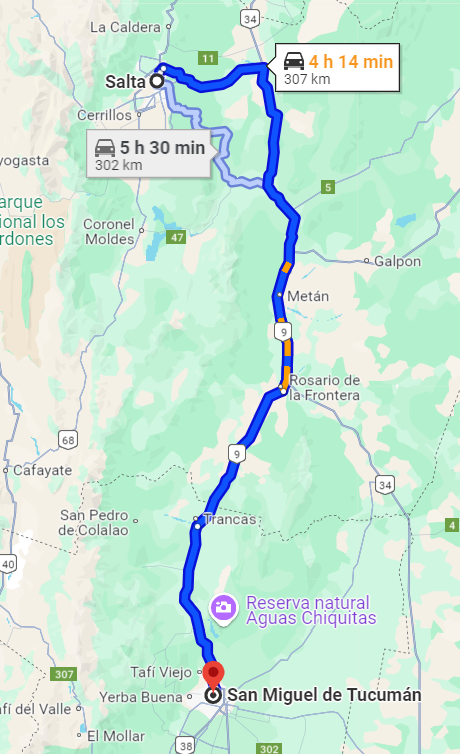 34
La Caldera
11
4 h 14 min
307 km
Salta
Cerrillos
5 h 30 min
302 km
yogasta
5
arque
ional los
rdones
Coronel
Moldes
47
Galpon
Metán
9
Rosario de
la Frontera
68
9
Cafayate
34
San Pedro
de Colalao
Trancas
4
40
Reserva natural
Aguas Chiquitas
307
Tafí Viejo
Yerba Buena
San Miguel de Tucumán
afí del Valle
El Mollar
38
302